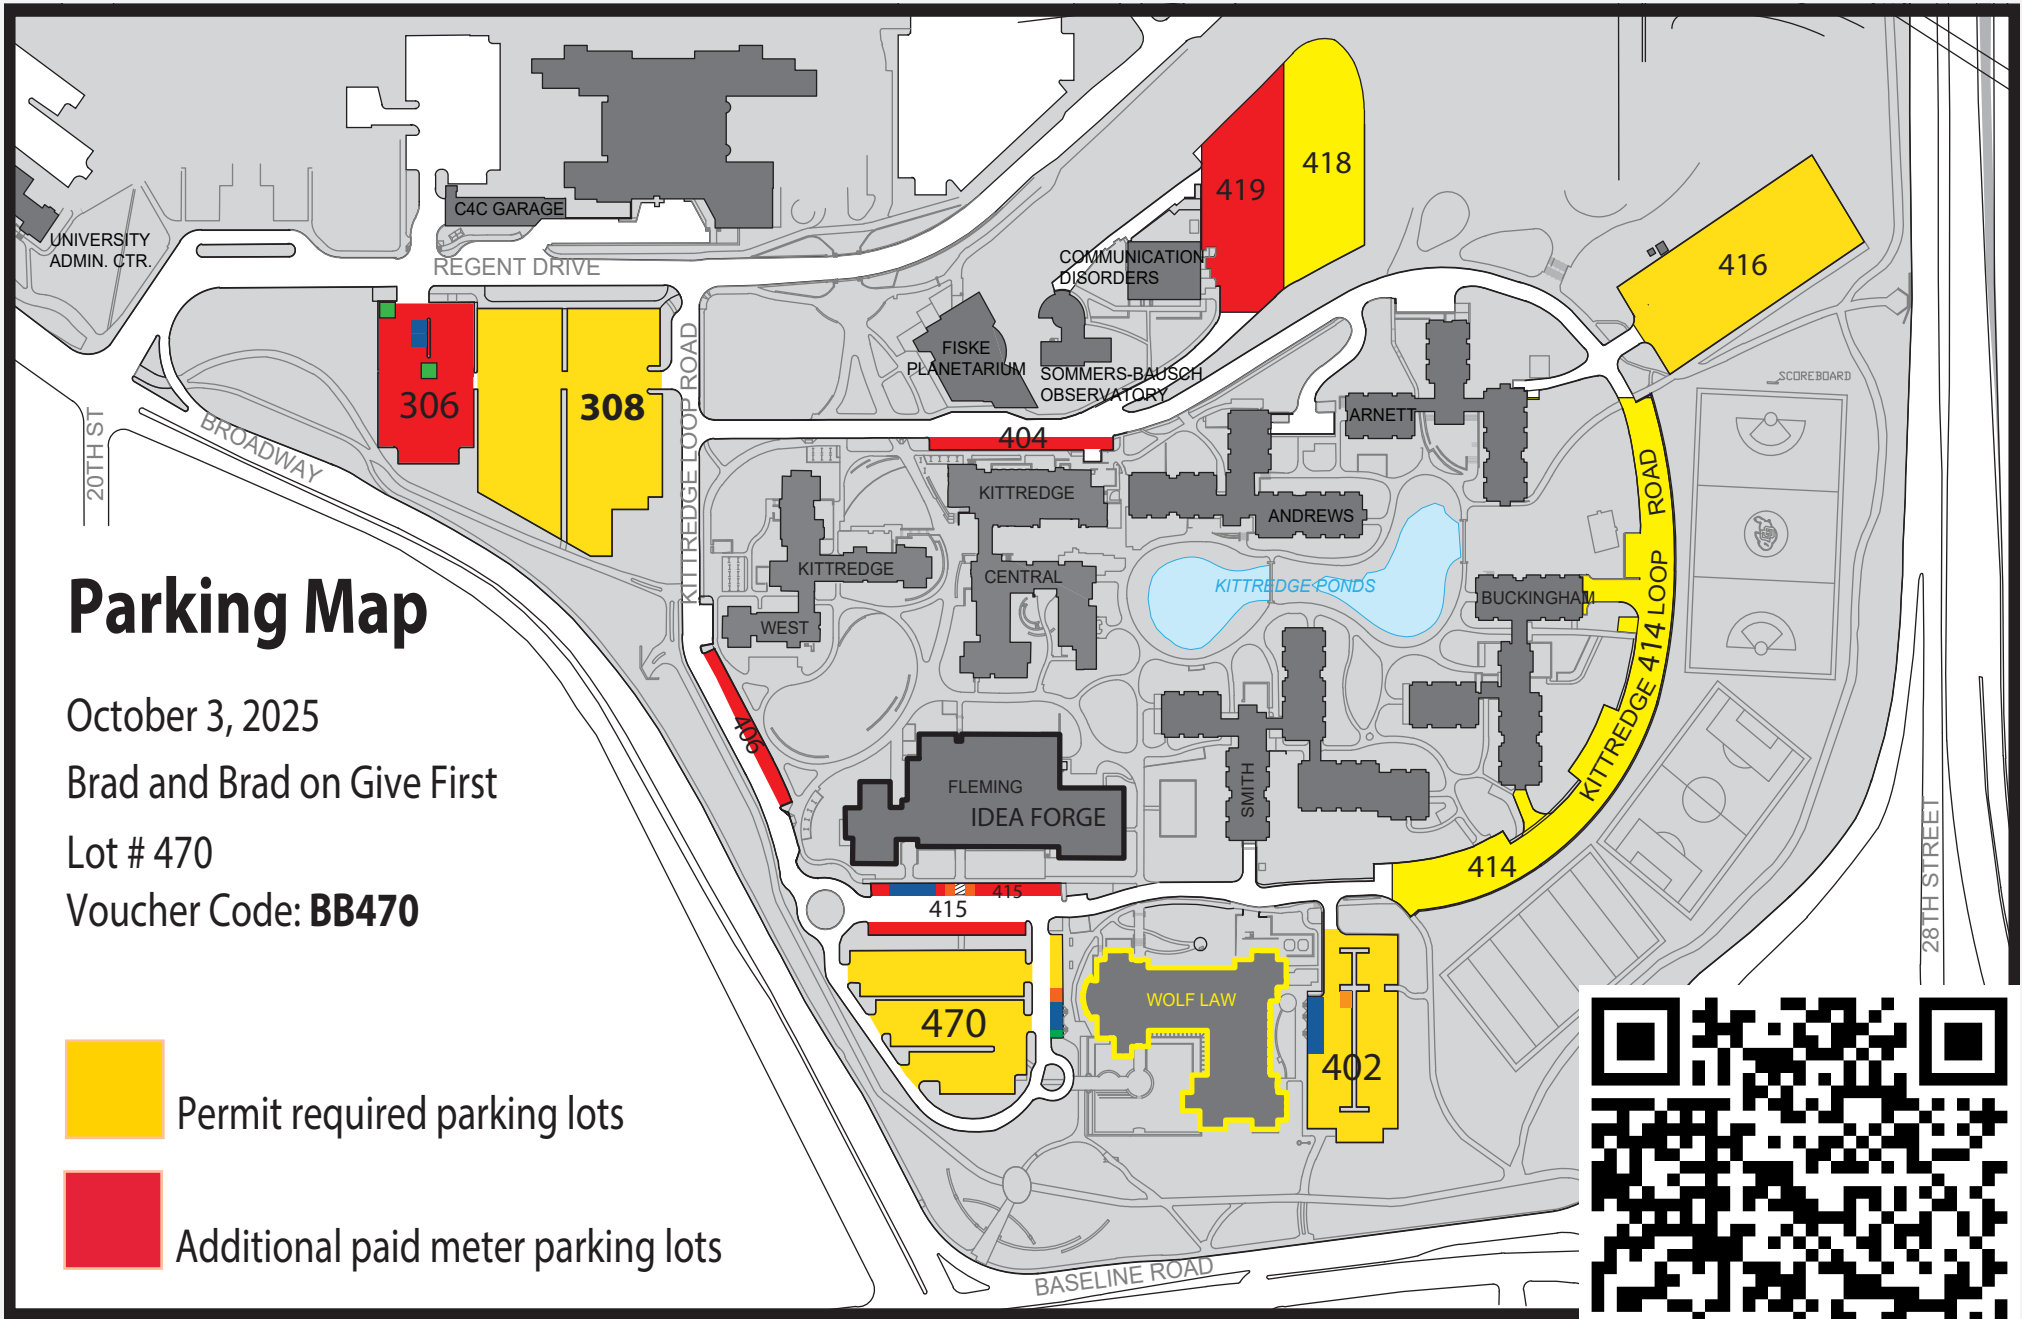 C4C GARAGE
UNIVERSITY
ADMIN. CTR.
REGENT DRIVE
419
418
416
COMMUNICATION
DISORDERS
306
308
KITTREDGE LOOP ROAD
FISKE
PLANETARIUM
SOMMERS-BAUSCH
OBSERVATORY
SCOREBOARD
20TH ST
BROADWAY
404
ARNETT
KITTREDGE
ANDREWS
KITTREDGE
CENTRAL
KITTREDGE PONDS
WEST
BUCKINGHAM
KITTREDGE 414 LOOP ROAD
Parking Map
October 3, 2025
Brad and Brad on Give First
Lot # 470
Voucher Code: BB470
406
FLEMING
IDEA FORGE
SMITH
414
415
415
28TH STREET
WOLF LAW
470
402
Permit required parking lots
Additional paid meter parking lots
BASELINE ROAD